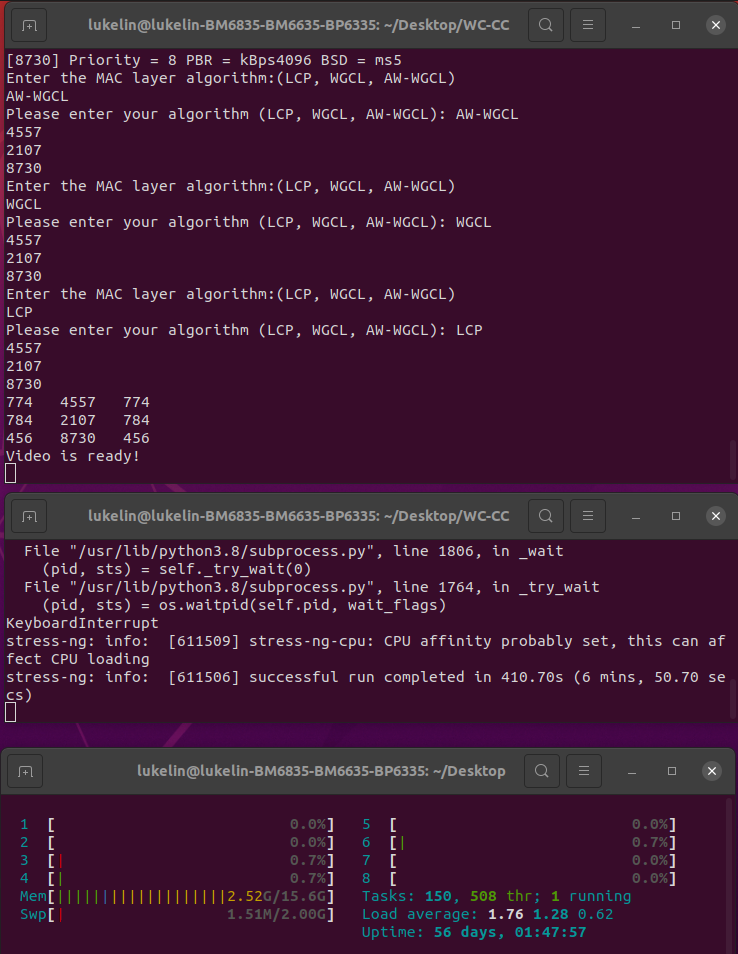 lukelin@lukelin-BM6835-BM6635-BP6335: ~/Desktop/WC-CC
[8730] Priority = 8 PBR = kBps4096 BSD = ms5
Enter the MAC layer algorithm:(LCP, WGCL, AW-WGCL)
AW-WGCL
Please enter your algorithm (LCP, WGCL, AW-WGCL): AW-WGCL
4557
2107
8730
Enter the MAC layer algorithm:(LCP, WGCL, AW-WGCL)
WGCL
Please enter your algorithm (LCP, WGCL, AW-WGCL): WGCL
4557
2107
8730
Enter the MAC layer algorithm:(LCP, WGCL, AW-WGCL)
LCP
Please enter your algorithm (LCP, WGCL, AW-WGCL): LCP
4557
2107
8730
774   4557   774
784   2107   784
456   8730   456
Video is ready!
lukelin@lukelin-BM6835-BM6635-BP6335: ~/Desktop/WC-CC
  File "/usr/lib/python3.8/subprocess.py", line 1806, in _wait
    (pid, sts) = self._try_wait(0)
  File "/usr/lib/python3.8/subprocess.py", line 1764, in _try_wait
    (pid, sts) = os.waitpid(self.pid, wait_flags)
KeyboardInterrupt
stress-ng: info:  [611509] stress-ng-cpu: CPU affinity probably set, this can af
fect CPU loading
stress-ng: info:  [611506] successful run completed in 410.70s (6 mins, 50.70 se
cs)
lukelin@lukelin-BM6835-BM6635-BP6335: ~/Desktop
1  [                          0.0%]   5  [                          0.0%]
2  [                          0.0%]   6  [|                         0.7%]
3  [|                         0.7%]   7  [                          0.0%]
4  [|                         0.7%]   8  [                          0.0%]
Mem[|||||||||||||||||||2.52G/15.6G]   Tasks: 150, 508 thr; 1 running
Swp[|                  1.51M/2.00G]   Load average: 1.76 1.28 0.62
Uptime: 56 days, 01:47:57